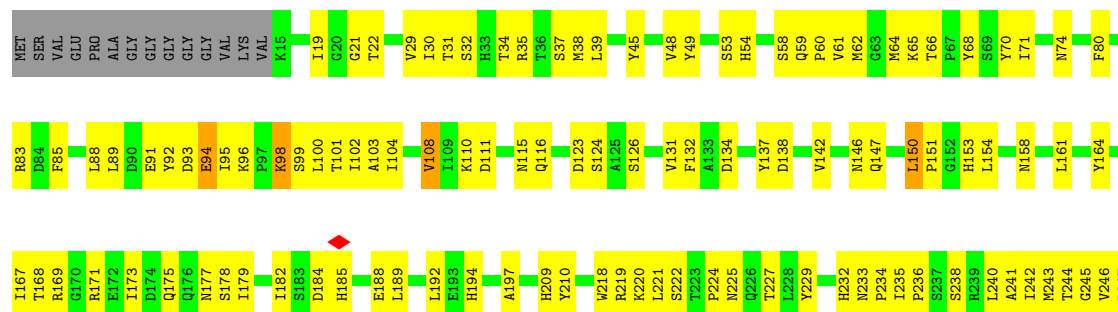 MET SER VAL GLU PRO ALA GLY GLY GLY GLY GLY VAL LYS VAL K15 I19 G20 G21 T22 V29 I30 T31 S32 H33 T34 R35 T36 S37 M38 L39 Y45 V48 Y49 S53 H54 S58 Q59 P60 V61 M62 G63 M64 K65 T66 P67 Y68 S69 Y70 I71 N74 F80
R83 D84 F85 L88 L89 D90 E91 Y92 D93 E94 I95 K96 P97 K98 S99 L100 T101 I102 A103 I104 V108 I109 K110 D111 N115 Q116 D123 S124 A125 S126 V131 F132 A133 D134 Y137 D138 V142 N146 Q147 L150 P151 G152 H153 L154 N158 L161 Y164
I167 T168 R169 G170 R171 E172 I173 D174 Q175 Q176 N177 S178 I179 I182 S183 D184 H185 E188 L189 L192 E193 H194 A197 H209 Y210 W218 R219 K220 L221 S222 T223 P224 N225 Q226 T227 L228 Y229 H232 N233 P234 I235 P236 S237 S238 R239 L240 A241 I242 M243 T244 G245 V246